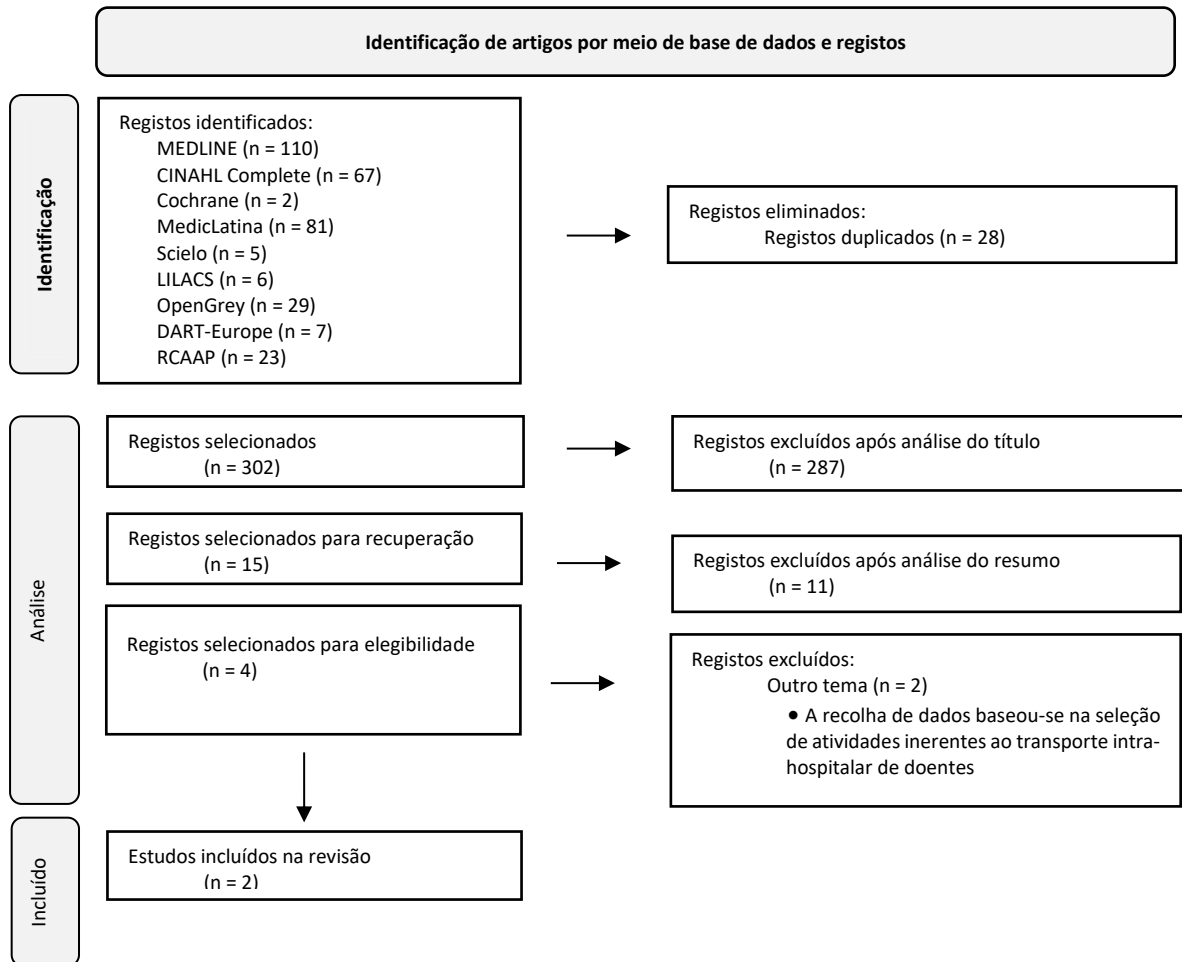 Identificação de artigos por meio de base de dados e registos
Identificação
Registos identificados:
MEDLINE (n = 110)
CINAHL Complete (n = 67)
Cochrane (n = 2)
MedicLatina (n = 81)
Scielo (n = 5)
LILACS (n = 6)
OpenGrey (n = 29)
DART-Europe (n = 7)
RCAAP (n = 23)
Registos eliminados:
Registos duplicados (n = 28)
Análise
Registos selecionados
(n = 302)
Registos excluídos após análise do título
(n = 287)
Registos selecionados para recuperação
(n = 15)
Registos excluídos após análise do resumo
(n = 11)
Registos selecionados para elegibilidade
(n = 4)
Registos excluídos:
Outro tema (n = 2)
• A recolha de dados baseou-se na seleção
de atividades inerentes ao transporte intra-
hospitalar de doentes
Incluído
Estudos incluídos na revisão
(n = 2)